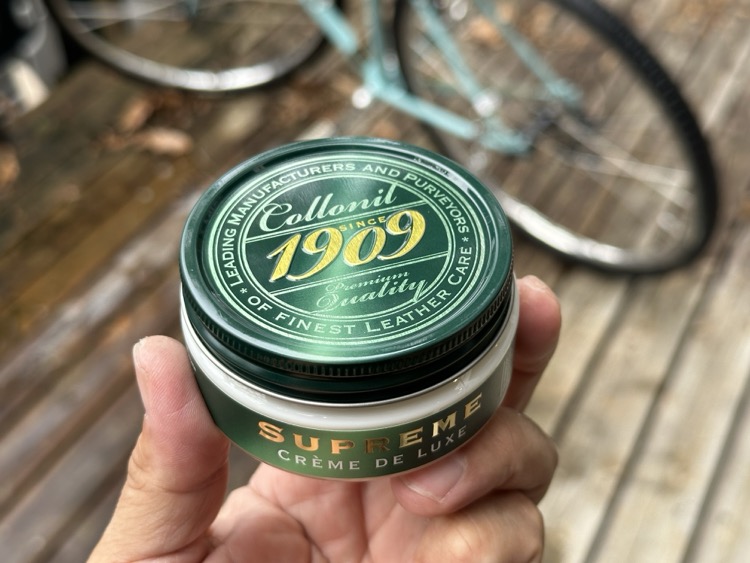 LEADING MANUFACTURERS AND PURVEYORS
Collonil
SINCE
1909
Premium
Quality
* OF FINEST LEATHER CARE *
SUPREME
CRÈME DE LUXE